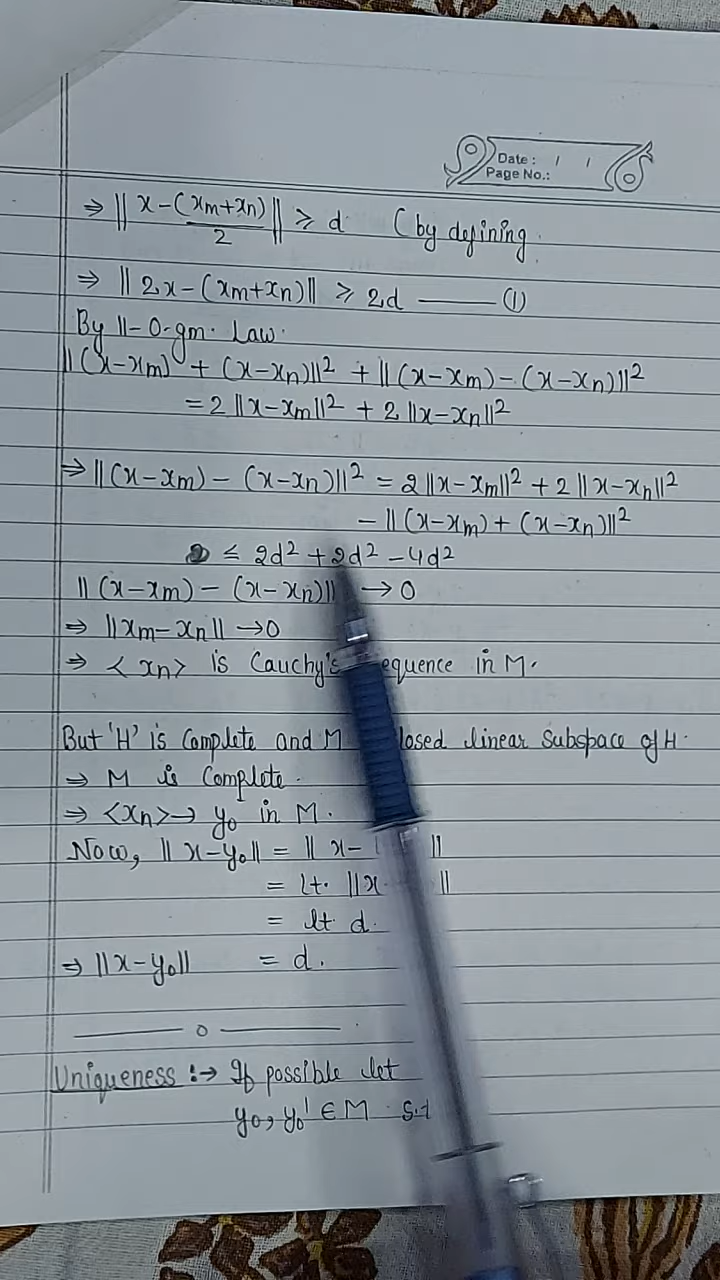 Date : / /
Page No.:
⇒ || x-(xm+xn)/2 || ≥ d (by defining
⇒ || 2x-(xm+xn)|| ≥ 2d —— ①
By ||-0-gm. Law.
||(x-xm) + (x-xn)||² + ||(x-xm)-(x-xn)||²
= 2 ||x-xm||² + 2 ||x-xn||²
⇒ ||(x-xm) - (x-xn)||² = 2||x-xm||² + 2 ||x-xn||²
- ||(x-xm) + (x-xn)||²
≤ 2d² + 2d² - 4d²
|| (x-xm) - (x-xn)|| → 0
⇒ ||xm-xn|| → 0
⇒ <xn> is Cauchy's equence in M.
But 'H' is Complete and M losed linear Subspace of H.
⇒ M is Complete.
⇒ <xn> → y0 in M.
Now, || x-y0|| = || x- ||
= lt. ||x ||
= lt d.
⇒ ||x-y0|| = d.
—— o ——
Uniqueness :→ If possible let
y0, y0' ∈ M s.t